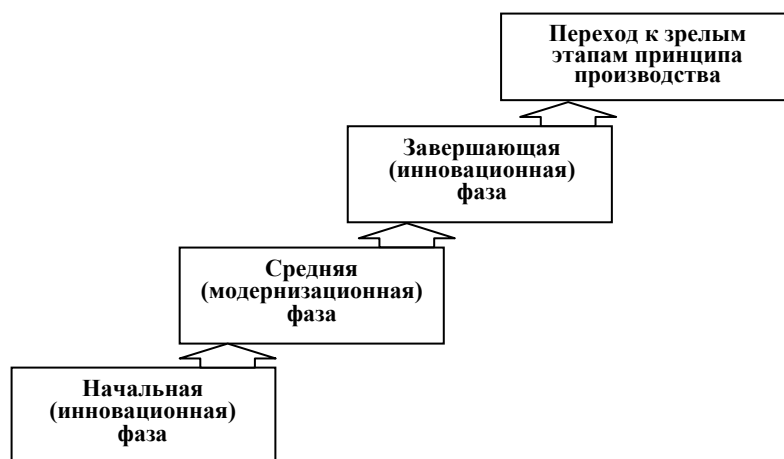 Переход к зрелым
этапам принципа
производства
Завершающая
(инновационная)
фаза
Средняя
(модернизационная)
фаза
Начальная
(инновационная)
фаза